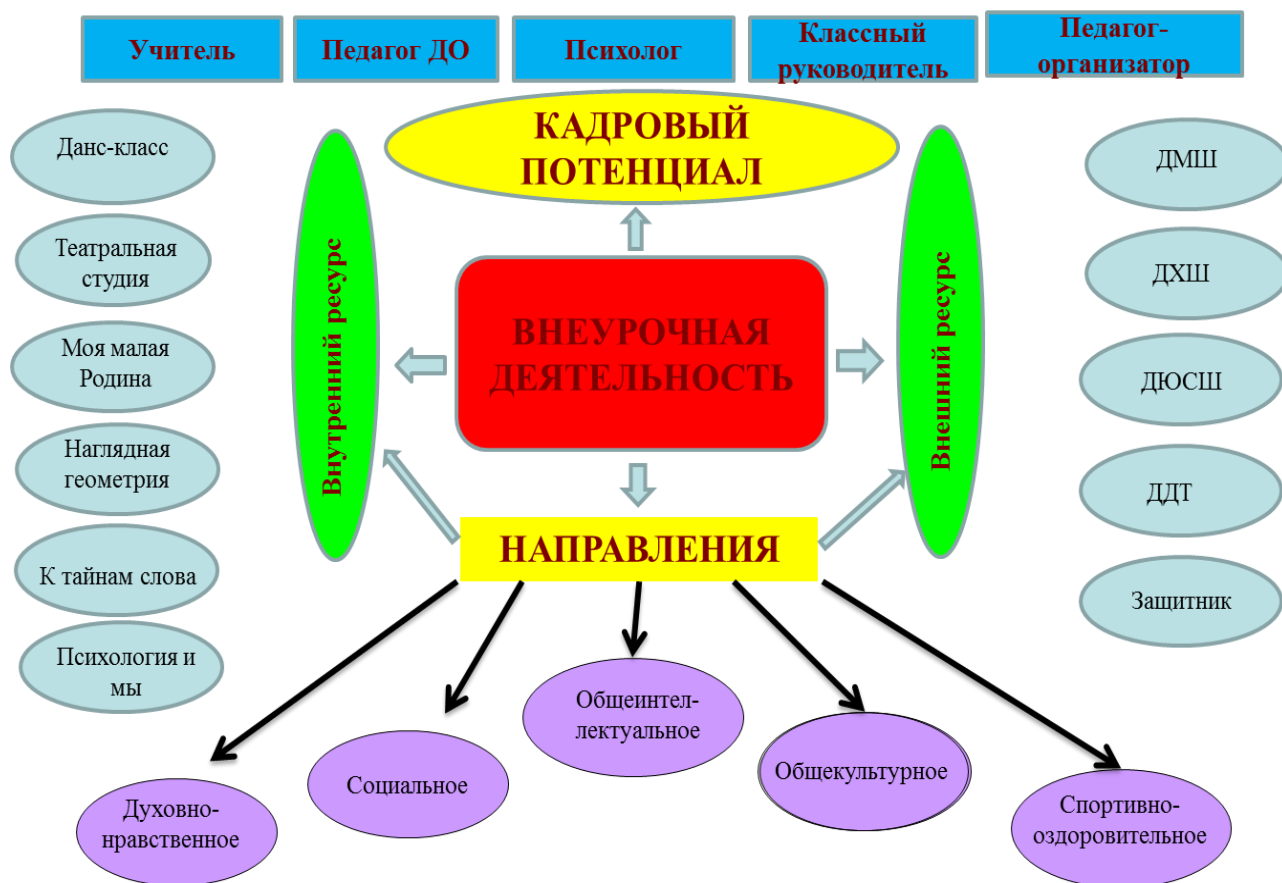 Учитель
Педагог ДО
Психолог
Классный
руководитель
Педагог-
организатор
КАДРОВЫЙ
ПОТЕНЦИАЛ
Данс-класс
Театральная
студия
Моя малая
Родина
Наглядная
геометрия
К тайнам слова
Психология и
мы
Внутренний ресурс
ВНЕУРОЧНАЯ
ДЕЯТЕЛЬНОСТЬ
Внешний ресурс
ДМШ
ДХШ
ДЮСШ
ДДТ
Защитник
НАПРАВЛЕНИЯ
Духовно-
нравственное
Социальное
Общеинтел-
лектуальное
Общекультурное
Спортивно-
оздоровительное